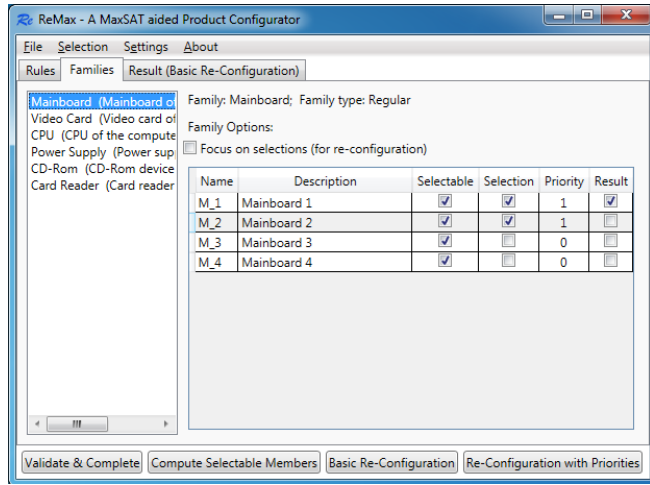 Re ReMax - A MaxSAT aided Product Configurator
File Selection Settings About
Rules Families Result (Basic Re-Configuration)
Mainboard (Mainboard of
Video Card (Video card of
CPU (CPU of the compute
Power Supply (Power sup
CD-Rom (CD-Rom device
Card Reader (Card reader
Family: Mainboard; Family type: Regular
Family Options:
Focus on selections (for re-configuration)
Name Description Selectable Selection Priority Result
M_1 Mainboard 1 1
M_2 Mainboard 2 1
M_3 Mainboard 3 0
M_4 Mainboard 4 0
Validate & Complete Compute Selectable Members Basic Re-Configuration Re-Configuration with Priorities